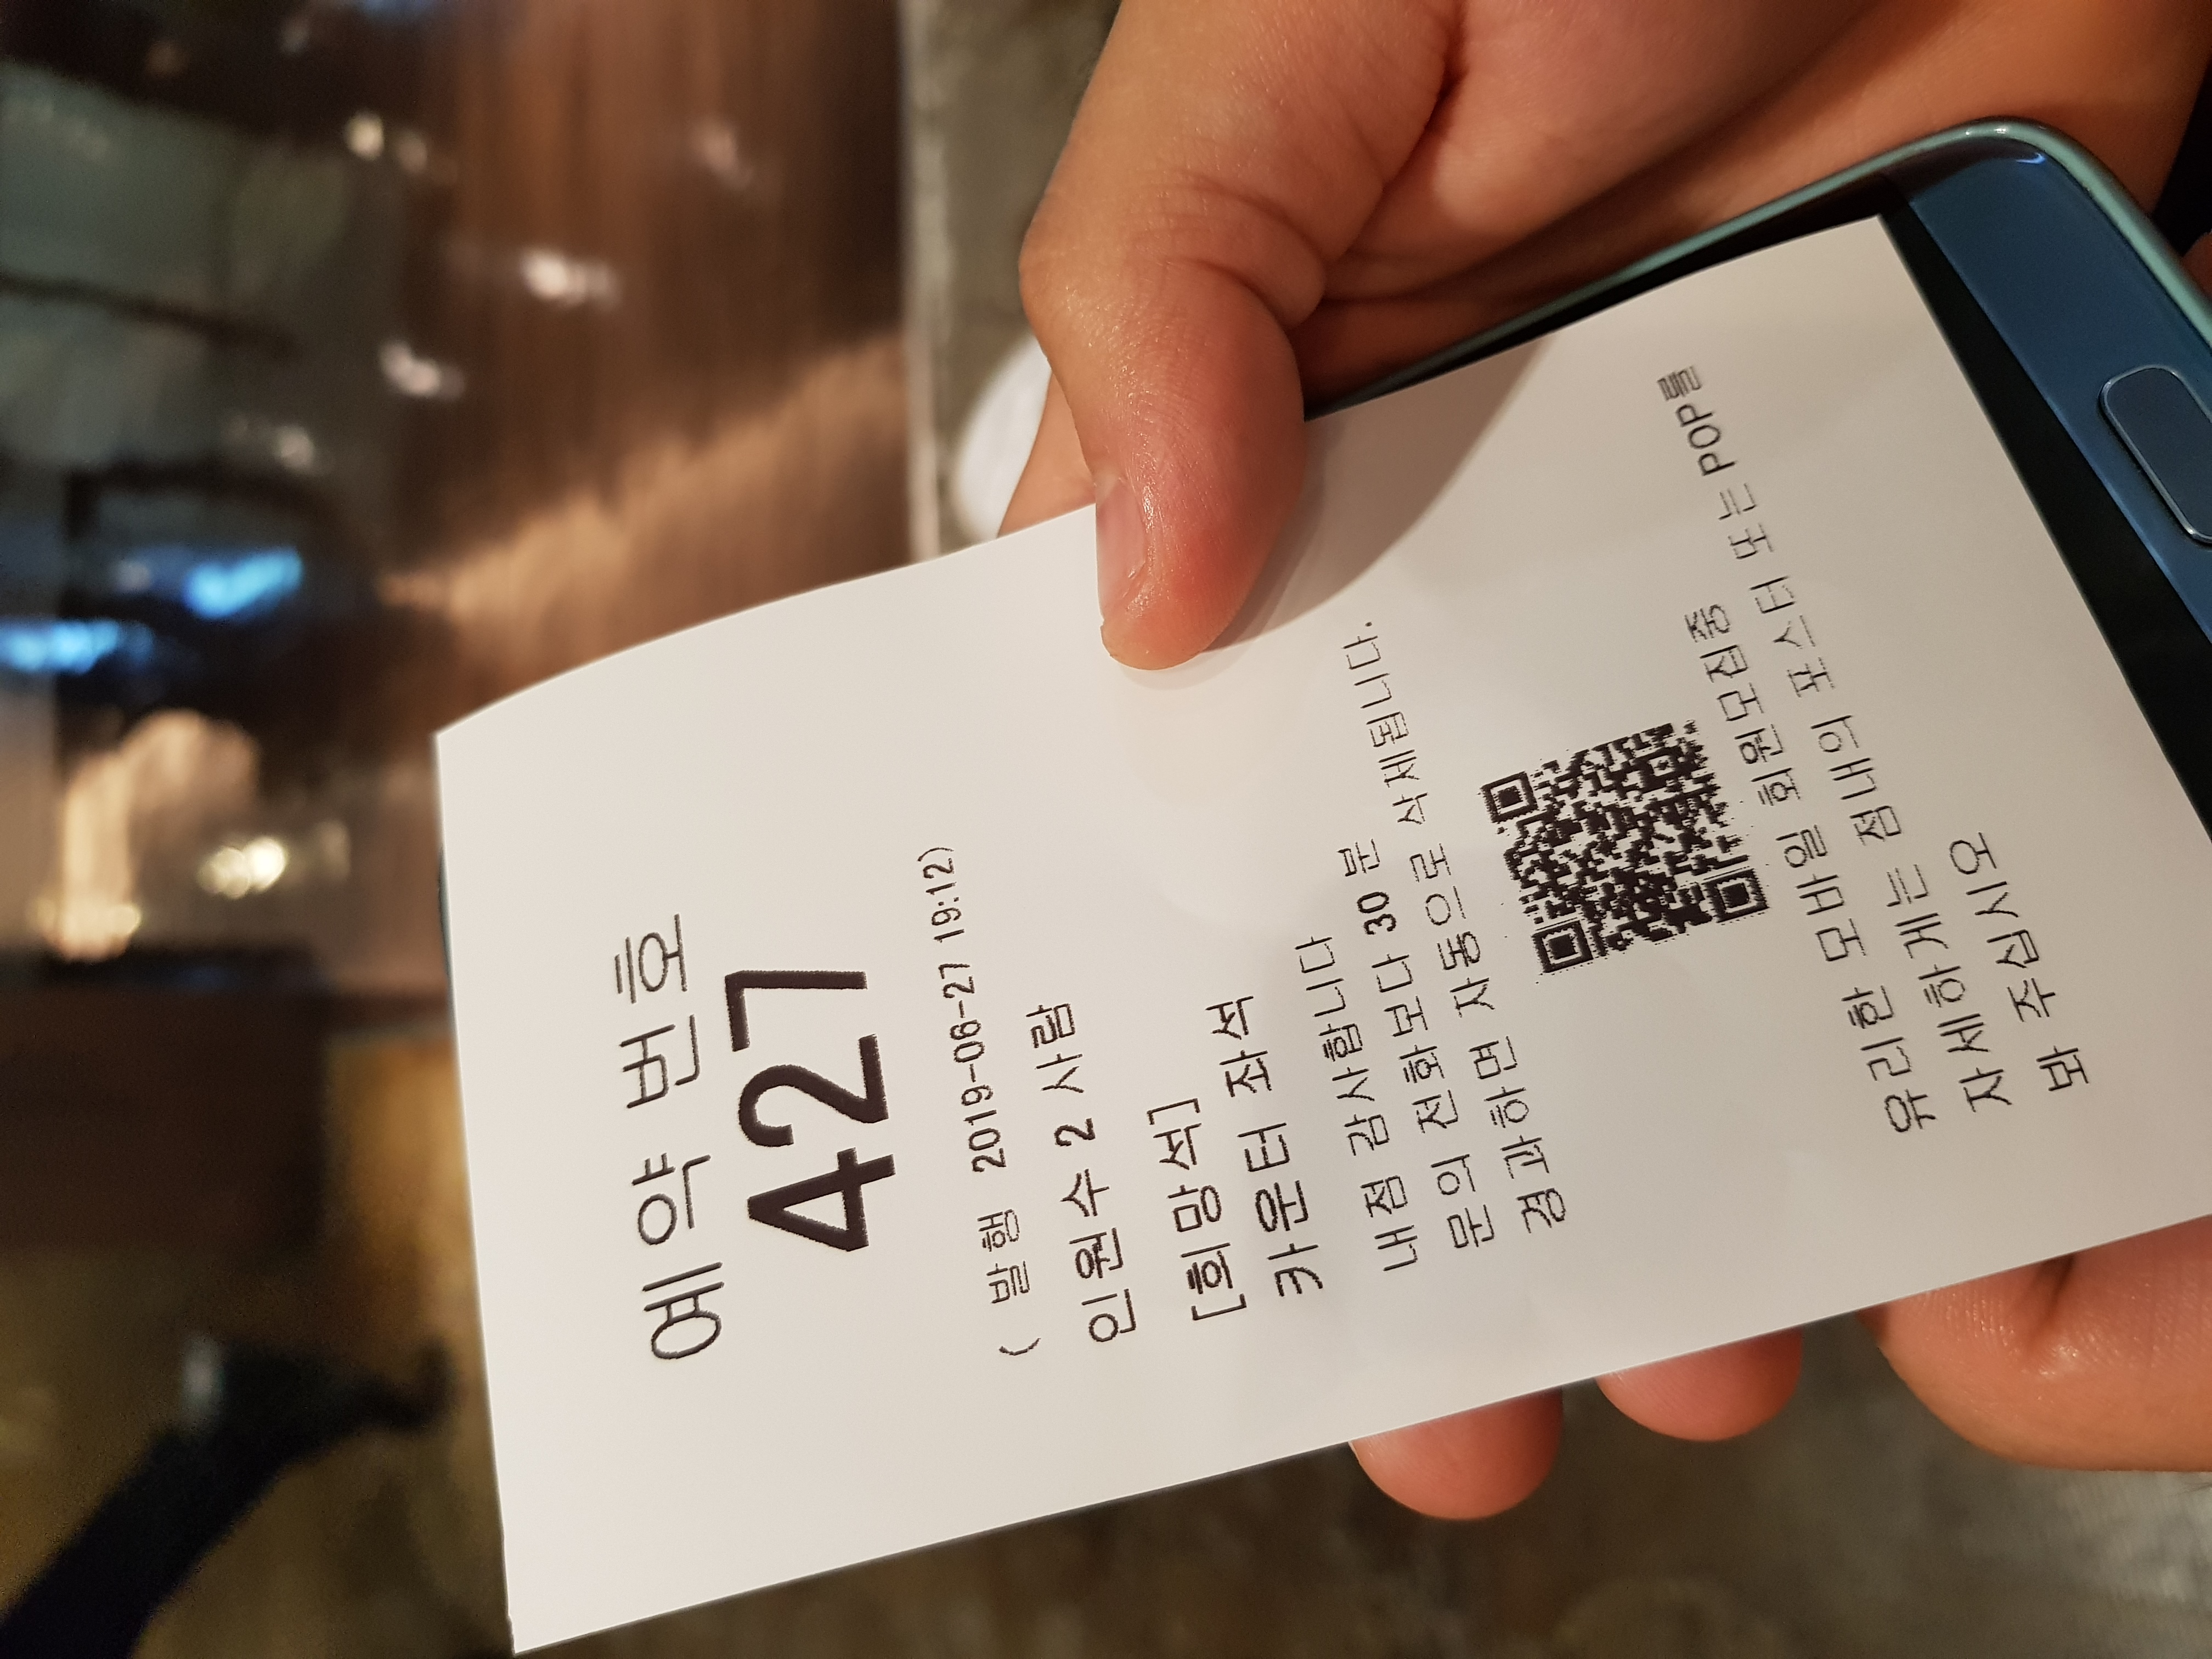 예약 번호
427
( 발행 2019-06-27 19:12)
인원수 2 사람
[희망석]
카운터 좌석
내점 감사합니다
문의 전화보다 30 분
경과하면 자동으로 삭제됩니다.
유리한 모바일 회원모집중
자세하게는 점내의 포스터 또는 POP를
봐 주십시오